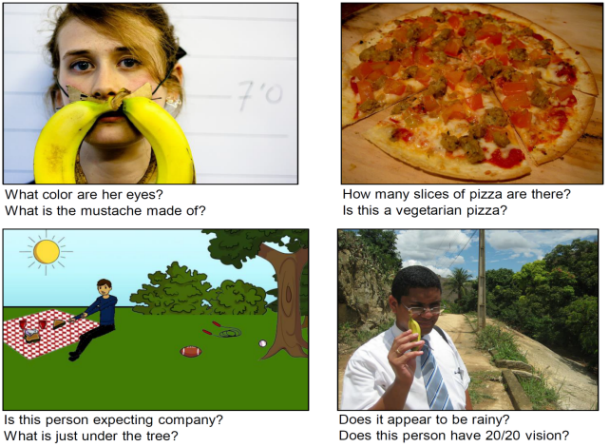 7'0
What color are her eyes?
What is the mustache made of?
How many slices of pizza are there?
Is this a vegetarian pizza?
Is this person expecting company?
What is just under the tree?
Does it appear to be rainy?
Does this person have 20/20 vision?